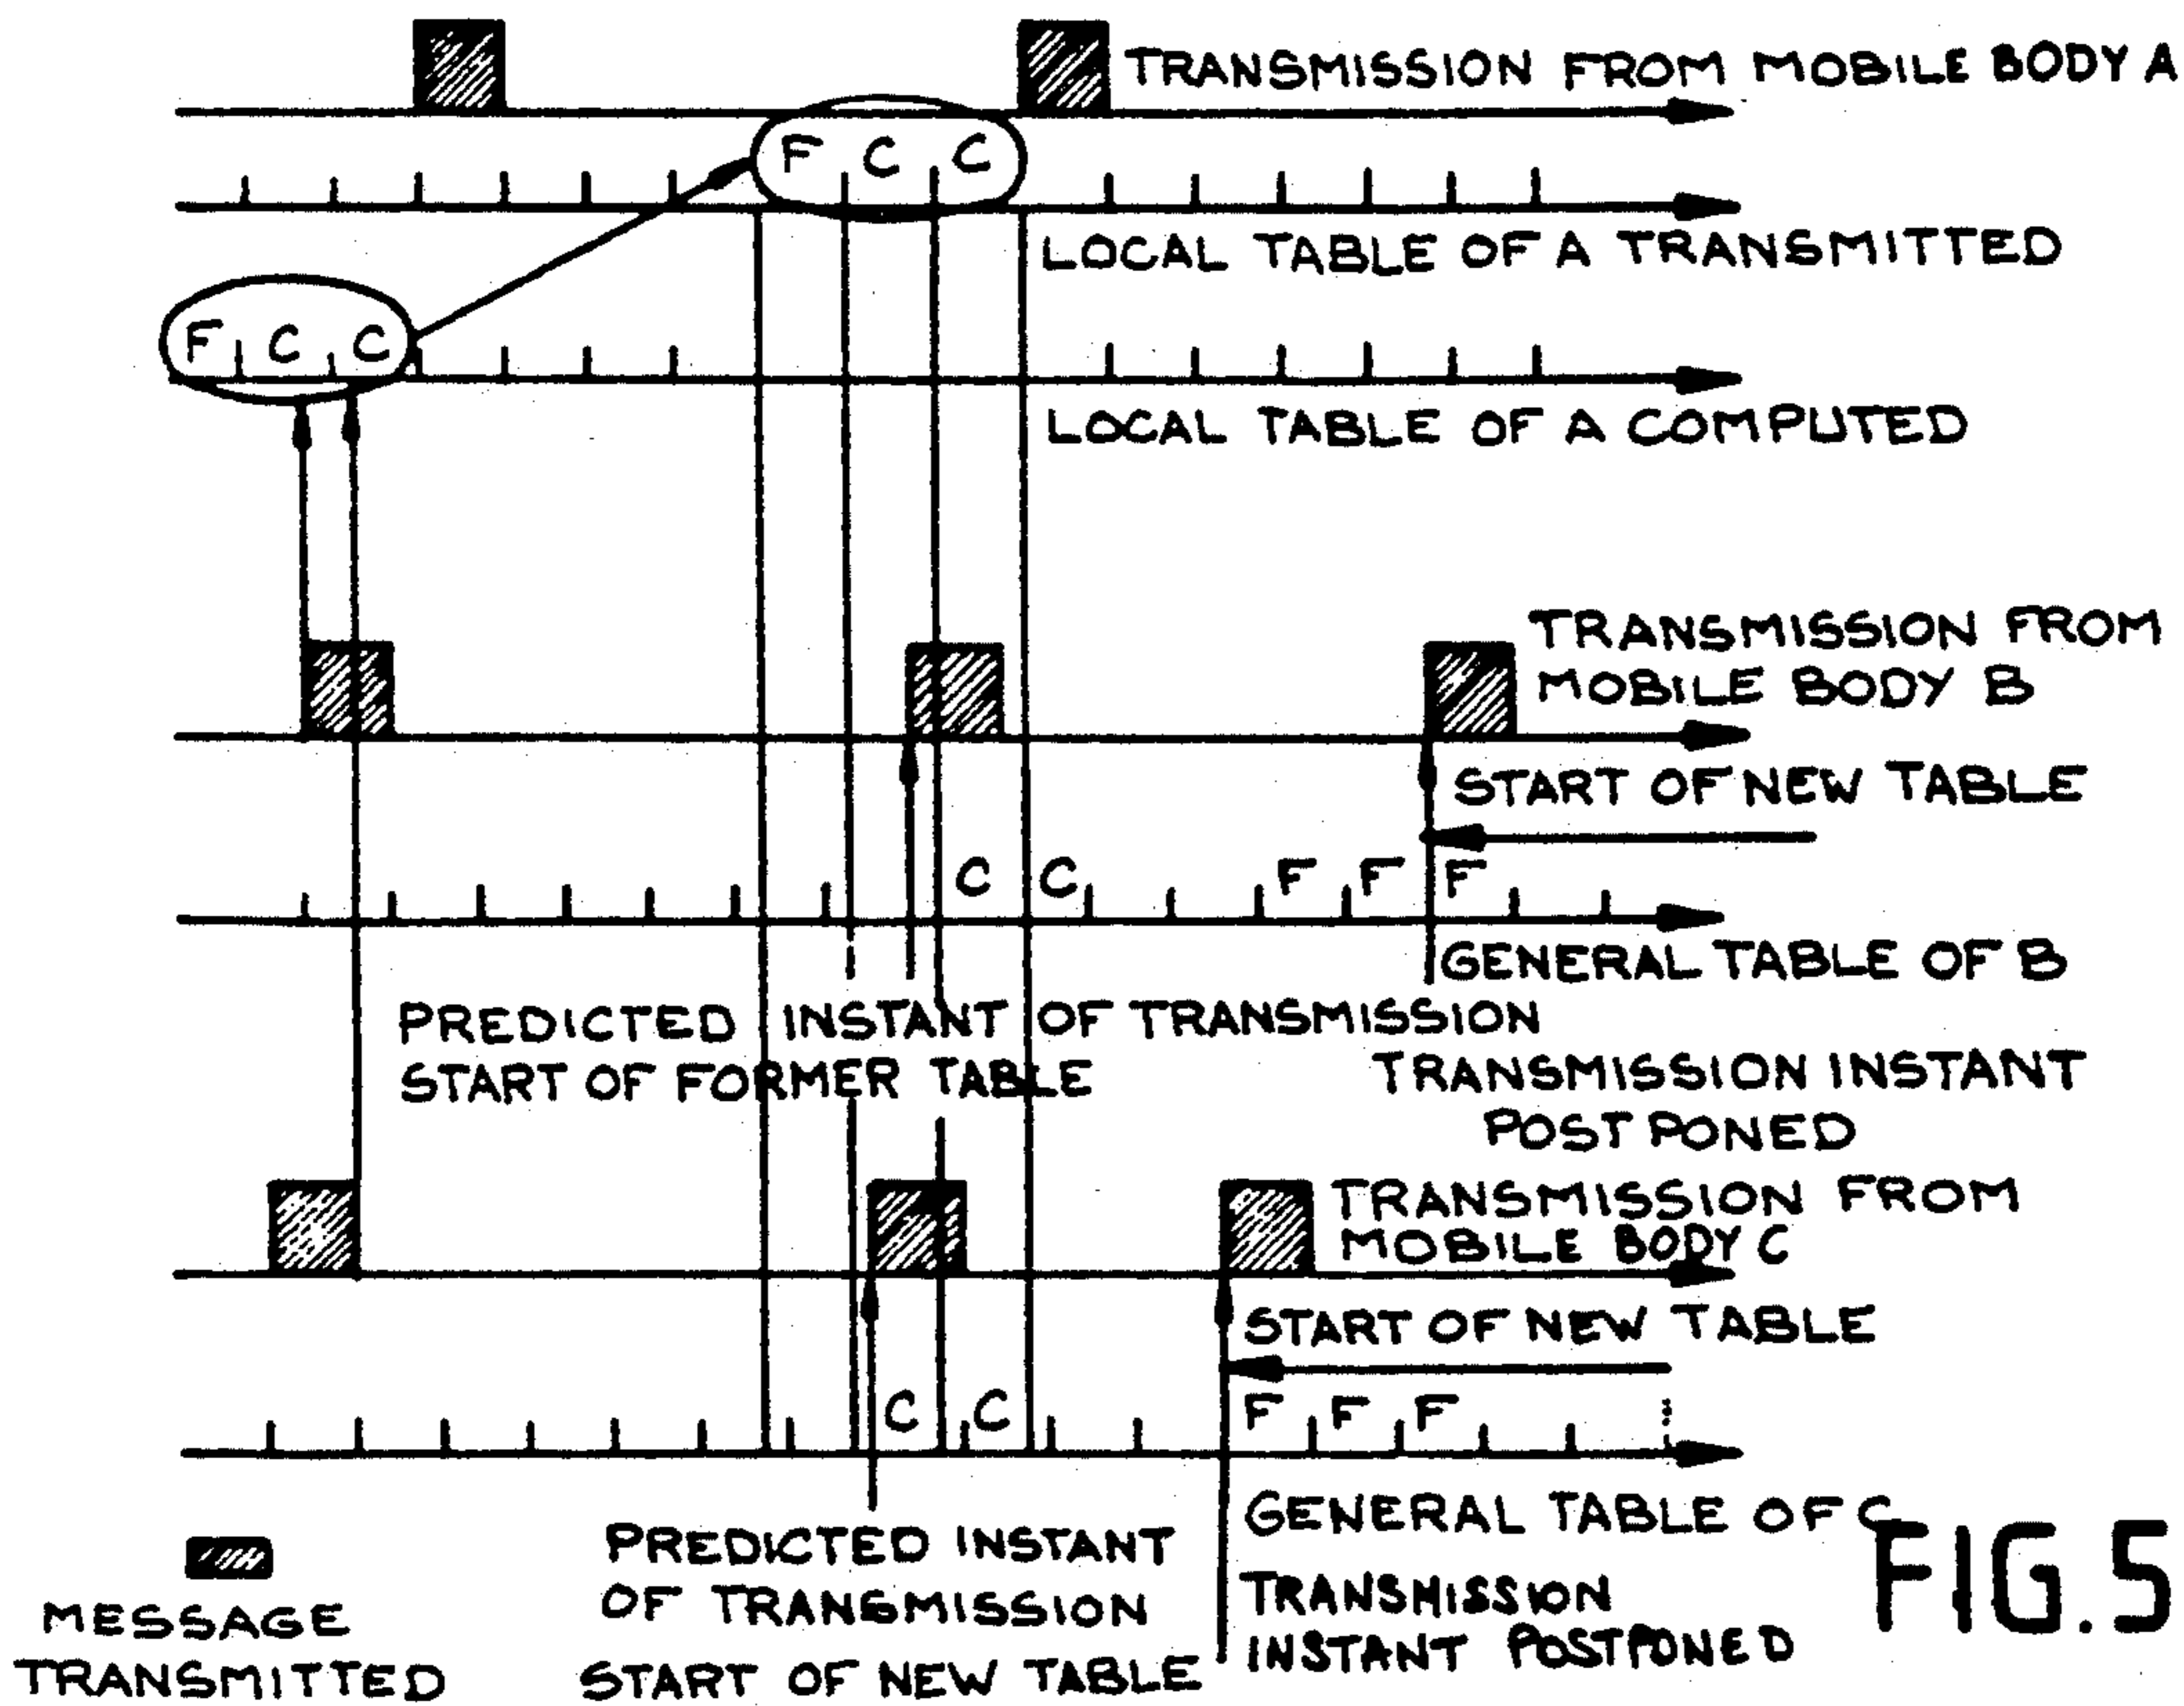 TRANSMISSION FROM MOBILE BODY A
F C C
LOCAL TABLE OF A TRANSMITTED
F C C
LOCAL TABLE OF A COMPUTED
TRANSMISSION FROM
MOBILE BODY B
START OF NEW TABLE
C C F F F
GENERAL TABLE OF B
PREDICTED INSTANT OF TRANSMISSION
START OF FORMER TABLE
TRANSMISSION INSTANT
POSTPONED
TRANSMISSION FROM
MOBILE BODY C
START OF NEW TABLE
C C F F F
GENERAL TABLE OF C
PREDICTED INSTANT
OF TRANSMISSION
START OF NEW TABLE
TRANSMISSION
INSTANT POSTPONED
MESSAGE
TRANSMITTED
FIG.5